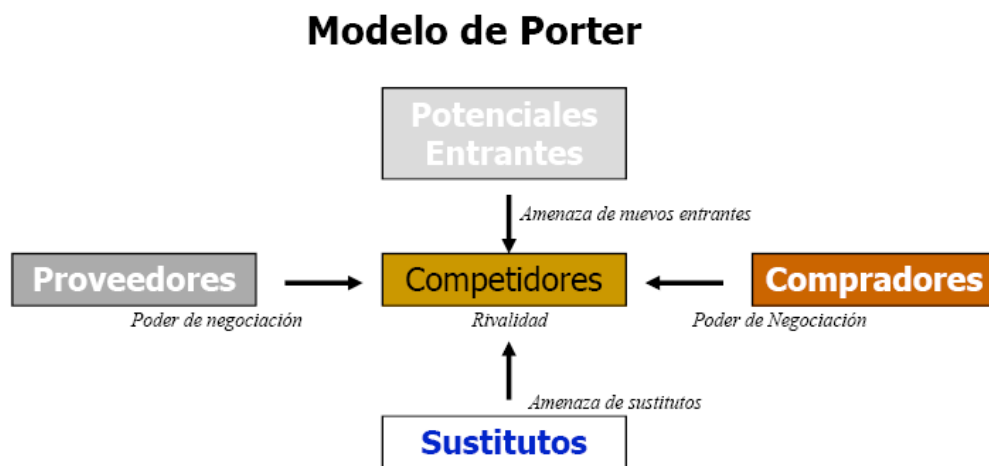 Modelo de Porter
Potenciales
Entrantes
Amenaza de nuevos entrantes
Proveedores
Competidores
Compradores
Poder de negociación
Rivalidad
Poder de Negociación
Amenaza de sustitutos
Sustitutos